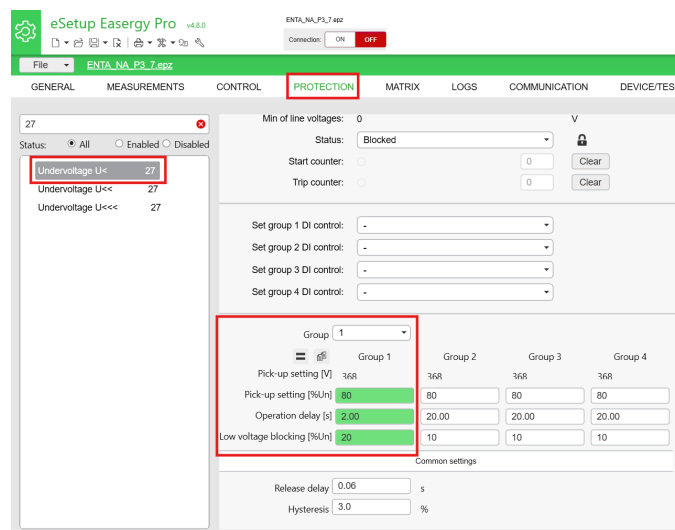 eSetup Easergy Pro v4.8.0
ENTA_NA_P3_7.epz
Connection: ON OFF
File ENTA_NA_P3_7.epz
GENERAL MEASUREMENTS CONTROL PROTECTION MATRIX LOGS COMMUNICATION DEVICE/TES
27
Status: All Enabled Disabled
Undervoltage U< 27
Undervoltage U<< 27
Undervoltage U<<< 27
Min of line voltages: 0 V
Status: Blocked
Start counter: 0 Clear
Trip counter: 0 Clear
Set group 1 DI control: -
Set group 2 DI control: -
Set group 3 DI control: -
Set group 4 DI control: -
Group 1
Group 1 Group 2 Group 3 Group 4
Pick-up setting [V] 368 368 368 368
Pick-up setting [%Un] 80 80 80 80
Operation delay [s] 2.00 20.00 20.00 20.00
Low voltage blocking [%Un] 20 10 10 10
Common settings
Release delay 0.06 s
Hysteresis 3.0 %